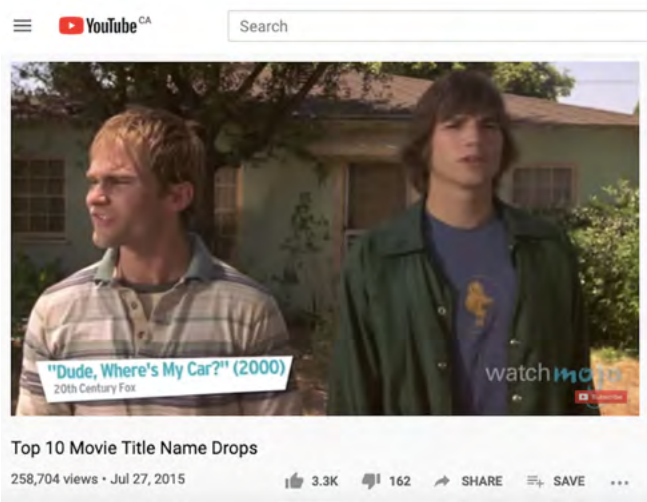 YouTube CA
Search
"Dude, Where's My Car?" (2000)
20th Century Fox
watchmojo
Subscribe
Top 10 Movie Title Name Drops
258,704 views • Jul 27, 2015
3.3K 162 SHARE SAVE